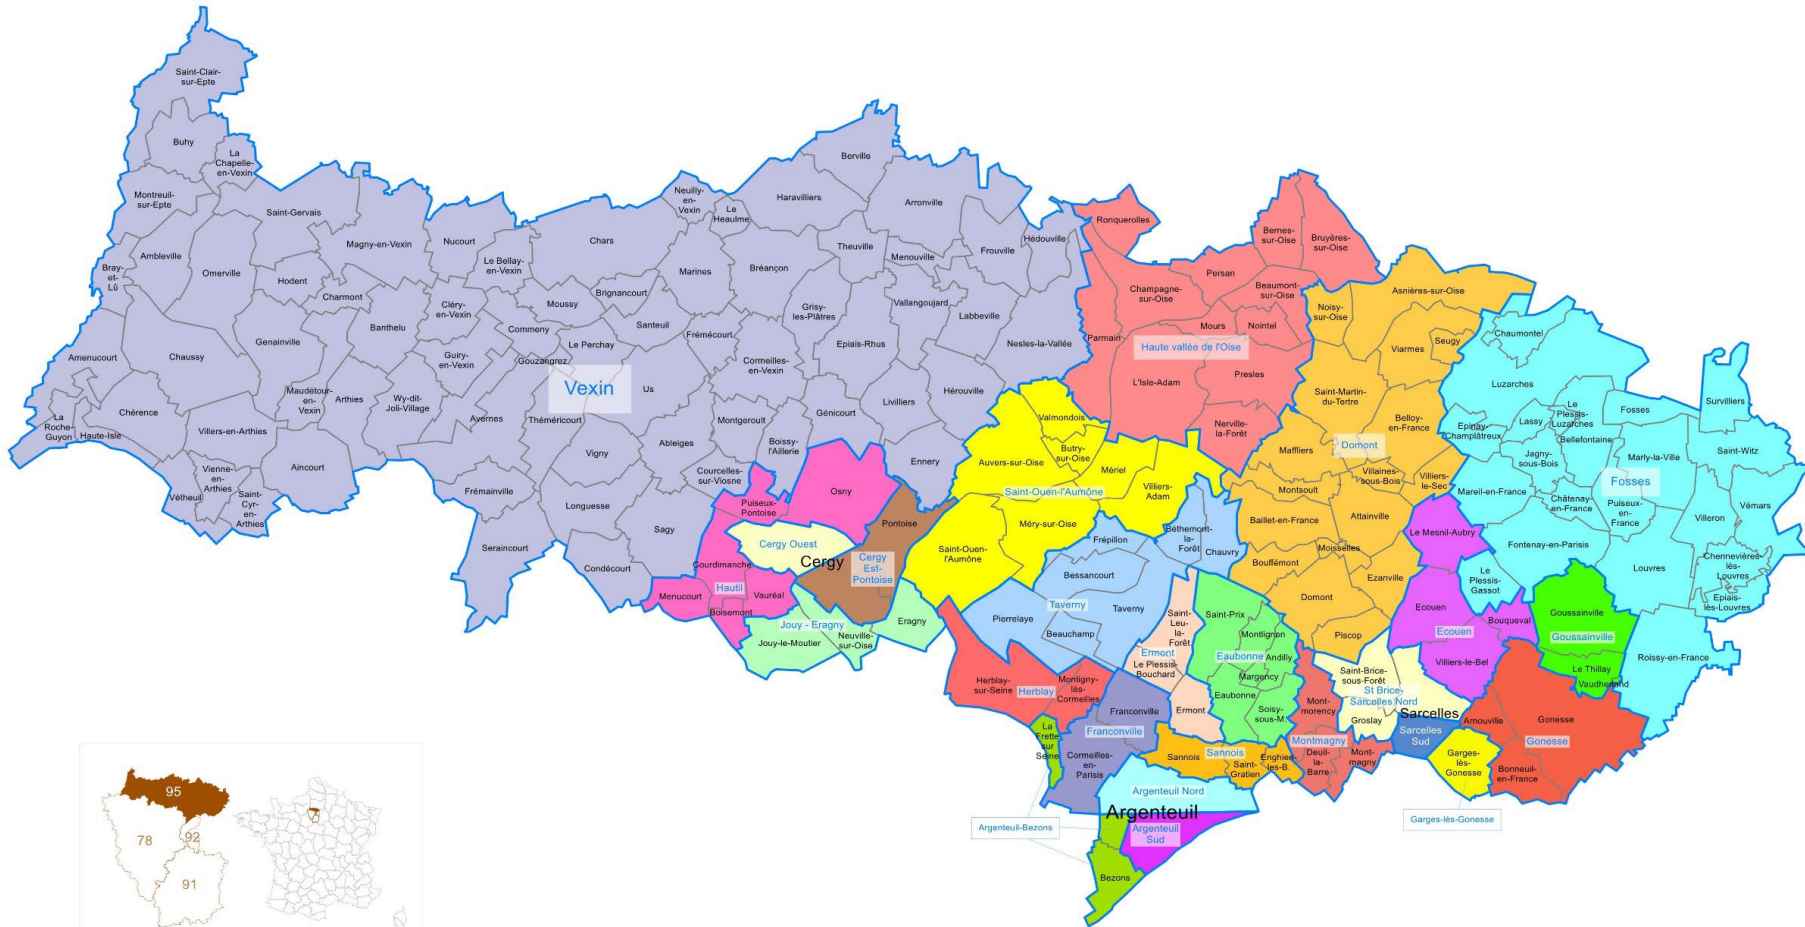 Saint-Clair-
sur-Epte
Buhy
La
Chapelle-
en-Vexin
Montreuil-
sur-Epte
Saint-Gervais
Ambleville
Omerville
Magny-en-Vexin
Bray-
et-
Lû
Hodent
Charmont
Nucourt
Le Bellay-
en-Vexin
Chars
Neuilly-
en-
Vexin
Le
Heaulme
Haravilliers
Berville
Arronville
Theuville
Menouville
Frouville
Hédouville
Marines
Bréançon
Brignancourt
Moussy
Cléry-
en-Vexin
Banthelu
Commeny
Santeuil
Le Perchay
Gouzangrez
Guiry-
en-Vexin
Genainville
Chaussy
Amenucourt
Frémécourt
Grisy-
les-Plâtres
Vallangoujard
Labbeville
Epiais-Rhus
Nesles-la-Vallée
Cormeilles-
en-Vexin
Us
Vexin
Maudétour-
en-
Vexin
Arthies
Wy-dit-
Joli-Village
Avernes
Théméricourt
Chérence
La
Roche-
Guyon
Haute-Isle
Villers-en-Arthies
Vienne-
en-
Arthies
Vétheuil
Saint-
Cyr-
en-
Arthies
Aincourt
Vigny
Ableiges
Montgeroult
Boissy-
l'Aillerie
Courcelles-
sur-Viosne
Génicourt
Livilliers
Hérouville
Ennery
Frémainville
Longuesse
Sagy
Seraincourt
Condécourt
Puiseux-
Pontoise
Osny
Courdimanche
Hautil
Menucourt
Vauréal
Boisemont
Cergy Ouest
Cergy
Pontoise
Cergy
Est-
Pontoise
Jouy - Eragny
Jouy-le-Moutier
Neuville-
sur-Oise
Eragny
Ronquerolles
Bernes-
sur-Oise
Bruyères-
sur-Oise
Persan
Champagne-
sur-Oise
Beaumont-
sur-Oise
Mours
Nointel
Parmain
Haute vallée de l'Oise
L'Isle-Adam
Presles
Nerville-
la-Forêt
Valmondois
Butry-
sur-Oise
Auvers-sur-Oise
Mériel
Villiers-
Adam
Saint-Ouen-l'Aumône
Méry-sur-Oise
Saint-Ouen-
l'Aumône
Béthemont-
la-
Forêt
Chauvry
Frépillon
Bessancourt
Taverny
Taverny
Pierrelaye
Beauchamp
Noisy-
sur-Oise
Asnières-sur-Oise
Viarmes
Seugy
Saint-Martin-
du-Tertre
Belloy-
en-France
Domont
Maffliers
Villaines-
sous-Bois
Villiers-
le-Sec
Montsoult
Baillet-en-France
Attainville
Moisselles
Bouffémont
Ezanville
Domont
Piscop
Chaumontel
Luzarches
Le
Plessis-
Luzarches
Lassy
Bellefontaine
Epinay-
Champlâtreux
Jagny-
sous-Bois
Mareil-en-France
Châtenay-
en-France
Fosses
Survilliers
Saint-Witz
Marly-la-Ville
Fosses
Puiseux-
en-
France
Villeron
Vémars
Fontenay-en-Parisis
Louvres
Chennevières-
lès-
Louvres
Epiais-
lès-Louvres
Le
Plessis-
Gassot
Roissy-en-France
Le Mesnil-Aubry
Ecouen
Ecouen
Bouqueval
Villiers-le-Bel
Goussainville
Goussainville
Le Thillay
Vaudherland
Saint-
Leu-
la-
Forêt
Ermont
Le Plessis-
Bouchard
Ermont
Saint-Prix
Montlignon
Eaubonne
Andilly
Margency
Eaubonne
Soisy-
sous-M.
Saint-Brice-
sous-Forêt
St Brice-
Sarcelles Nord
Groslay
Sarcelles
Sarcelles
Sud
Mont-
morency
Montmagny
Deuil-
la-
Barre
Mont-
magny
Arnouville
Gonesse
Gonesse
Bonneuil-
en-France
Garges-
lès-
Gonesse
Garges-lès-Gonesse
Herblay-
sur-Seine
Herblay
Montigny-
lès-
Cormeilles
La
Frette
sur
Seine
Franconville
Franconville
Cormeilles-
en-
Parisis
Sannois
Sannois
Saint-
Gratien
Enghien-
les-B.
Argenteuil Nord
Argenteuil
Argenteuil
Sud
Argenteuil-Bezons
Bezons
95
78
92
91